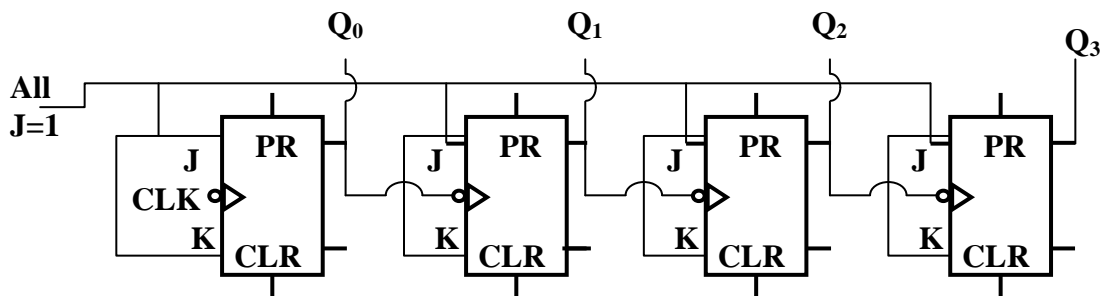 Q0 Q1 Q2 Q3
All
J=1
PR PR PR PR
J J J J
CLK
K K K K
CLR CLR CLR CLR